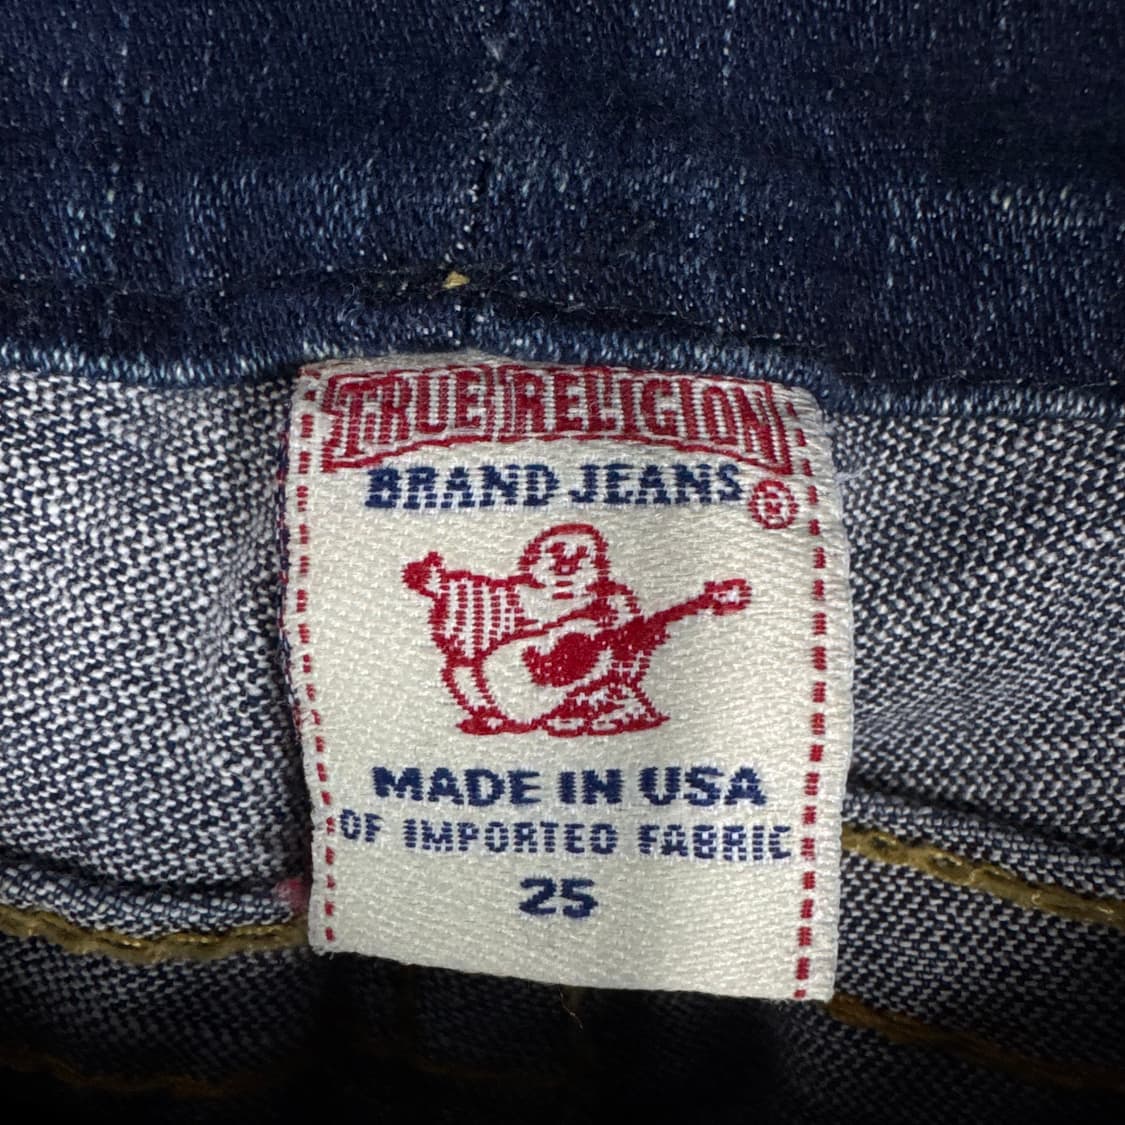 TRUE RELIGION
BRAND JEANS ®
MADE IN USA
OF IMPORTED FABRIC
25